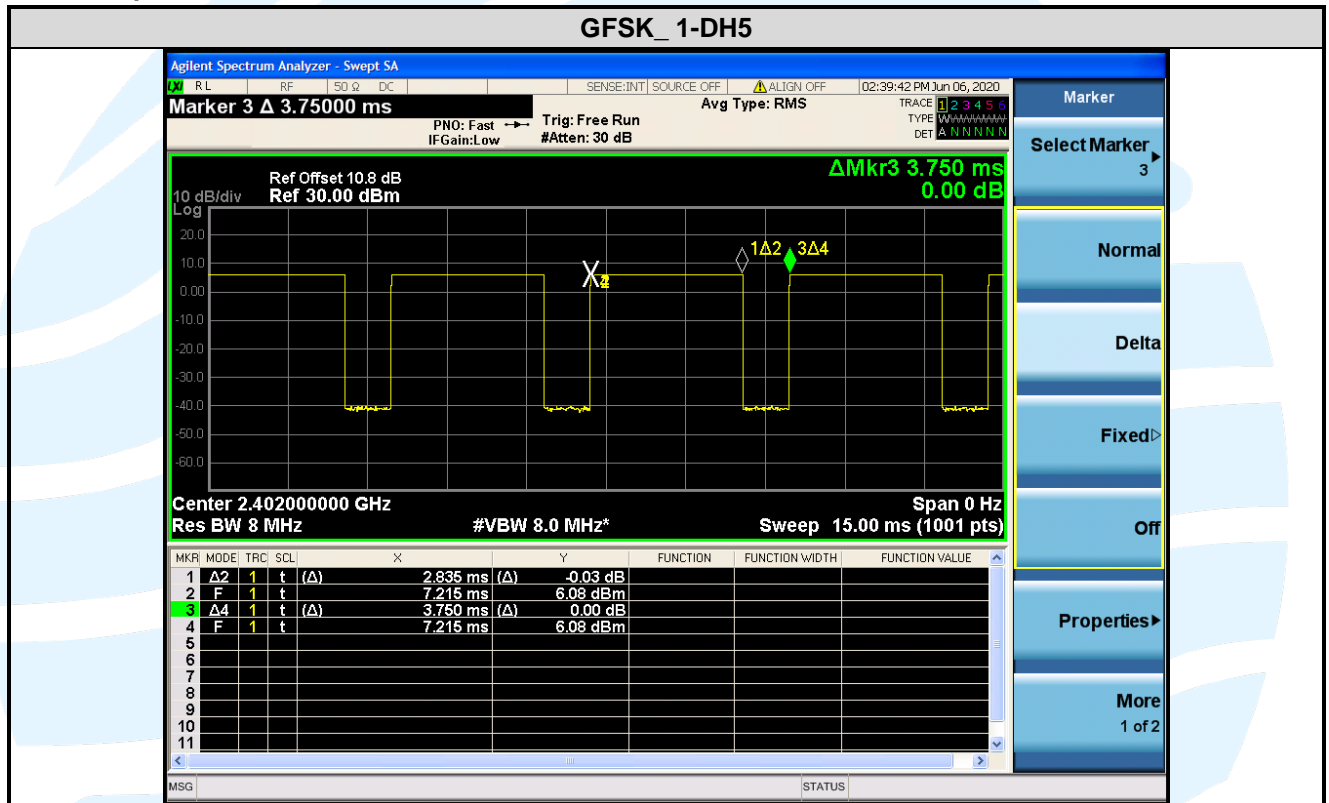 GFSK_ 1-DH5
Agilent Spectrum Analyzer - Swept SA
LXI RL RF 50 Ω DC SENSE:INT SOURCE OFF ⚠ALIGN OFF 02:39:42 PM Jun 06, 2020
Marker 3 Δ 3.75000 ms
PNO: Fast
IFGain:Low
Trig: Free Run
#Atten: 30 dB
Avg Type: RMS
TRACE 1 2 3 4 5 6
TYPE
DET A N N N N N
ΔMkr3 3.750 ms
0.00 dB
10 dB/div
Log
Ref Offset 10.8 dB
Ref 30.00 dBm
20.0
10.0
0.00
-10.0
-20.0
-30.0
-40.0
-50.0
-60.0
1Δ2
3Δ4
Center 2.402000000 GHz
Span 0 Hz
Res BW 8 MHz
#VBW 8.0 MHz*
Sweep 15.00 ms (1001 pts)
MKR MODE TRC SCL X Y FUNCTION FUNCTION WIDTH FUNCTION VALUE
1 Δ2 1 t (Δ) 2.835 ms (Δ) -0.03 dB
2 F 1 t 7.215 ms 6.08 dBm
3 Δ4 1 t (Δ) 3.750 ms (Δ) 0.00 dB
4 F 1 t 7.215 ms 6.08 dBm
5
6
7
8
9
10
11
MSG
STATUS
Marker
Select Marker
3
Normal
Delta
Fixed
Off
Properties
More
1 of 2